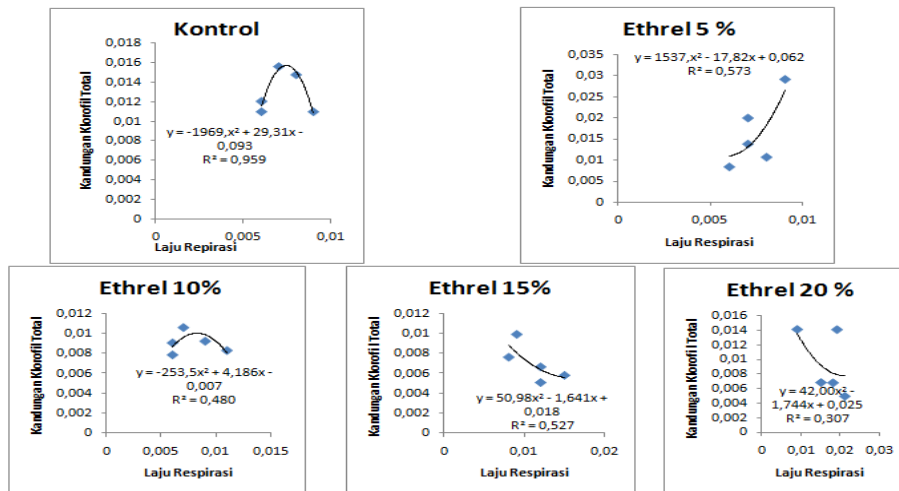 Kontrol
Kandungan Klorofil Total
0,018
0,016
0,014
0,012
0,01
0,008
0,006
0,004
0,002
0
y = -1969,x² + 29,31x -
0,093
R² = 0,959
0
0,005
0,01
Laju Repirasi
Ethrel 5 %
Kandungan Klorofil Total
0,035
0,03
0,025
0,02
0,015
0,01
0,005
0
y = 1537,x² - 17,82x + 0,062
R² = 0,573
0
0,005
0,01
Laju Respirasi
Ethrel 10%
Kandungan Klorofil Total
0,012
0,01
0,008
0,006
0,004
0,002
0
y = -253,5x² + 4,186x -
0,007
R² = 0,480
0
0,005
0,01
0,015
Laju Respirasi
Ethrel 15%
Kandungan Klorofil Total
0,012
0,01
0,008
0,006
0,004
0,002
0
y = 50,98x² - 1,641x +
0,018
R² = 0,527
0
0,01
0,02
Laju Respirasi
Ethrel 20 %
Kandungan Klorofil Total
0,016
0,014
0,012
0,01
0,008
0,006
0,004
0,002
0
y = 42,00x² -
1,744x + 0,025
R² = 0,307
0
0,01
0,02
0,03
Laju Respirasi